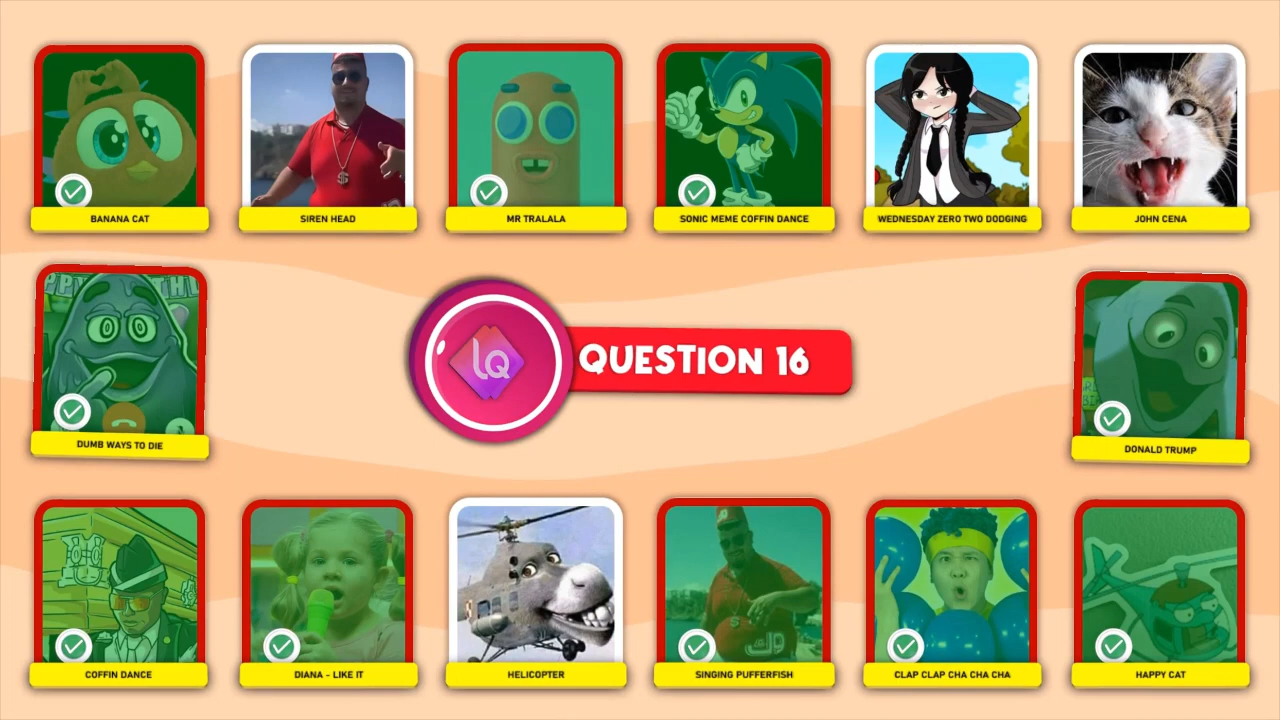 BANANA CAT
SIREN HEAD
MR TRALALA
SONIC MEME COFFIN DANCE
WEDNESDAY ZERO TWO DODGING
JOHN CENA
DUMB WAYS TO DIE
LQ
QUESTION 16
DONALD TRUMP
COFFIN DANCE
DIANA - LIKE IT
HELICOPTER
SINGING PUFFERFISH
CLAP CLAP CHA CHA CHA
HAPPY CAT